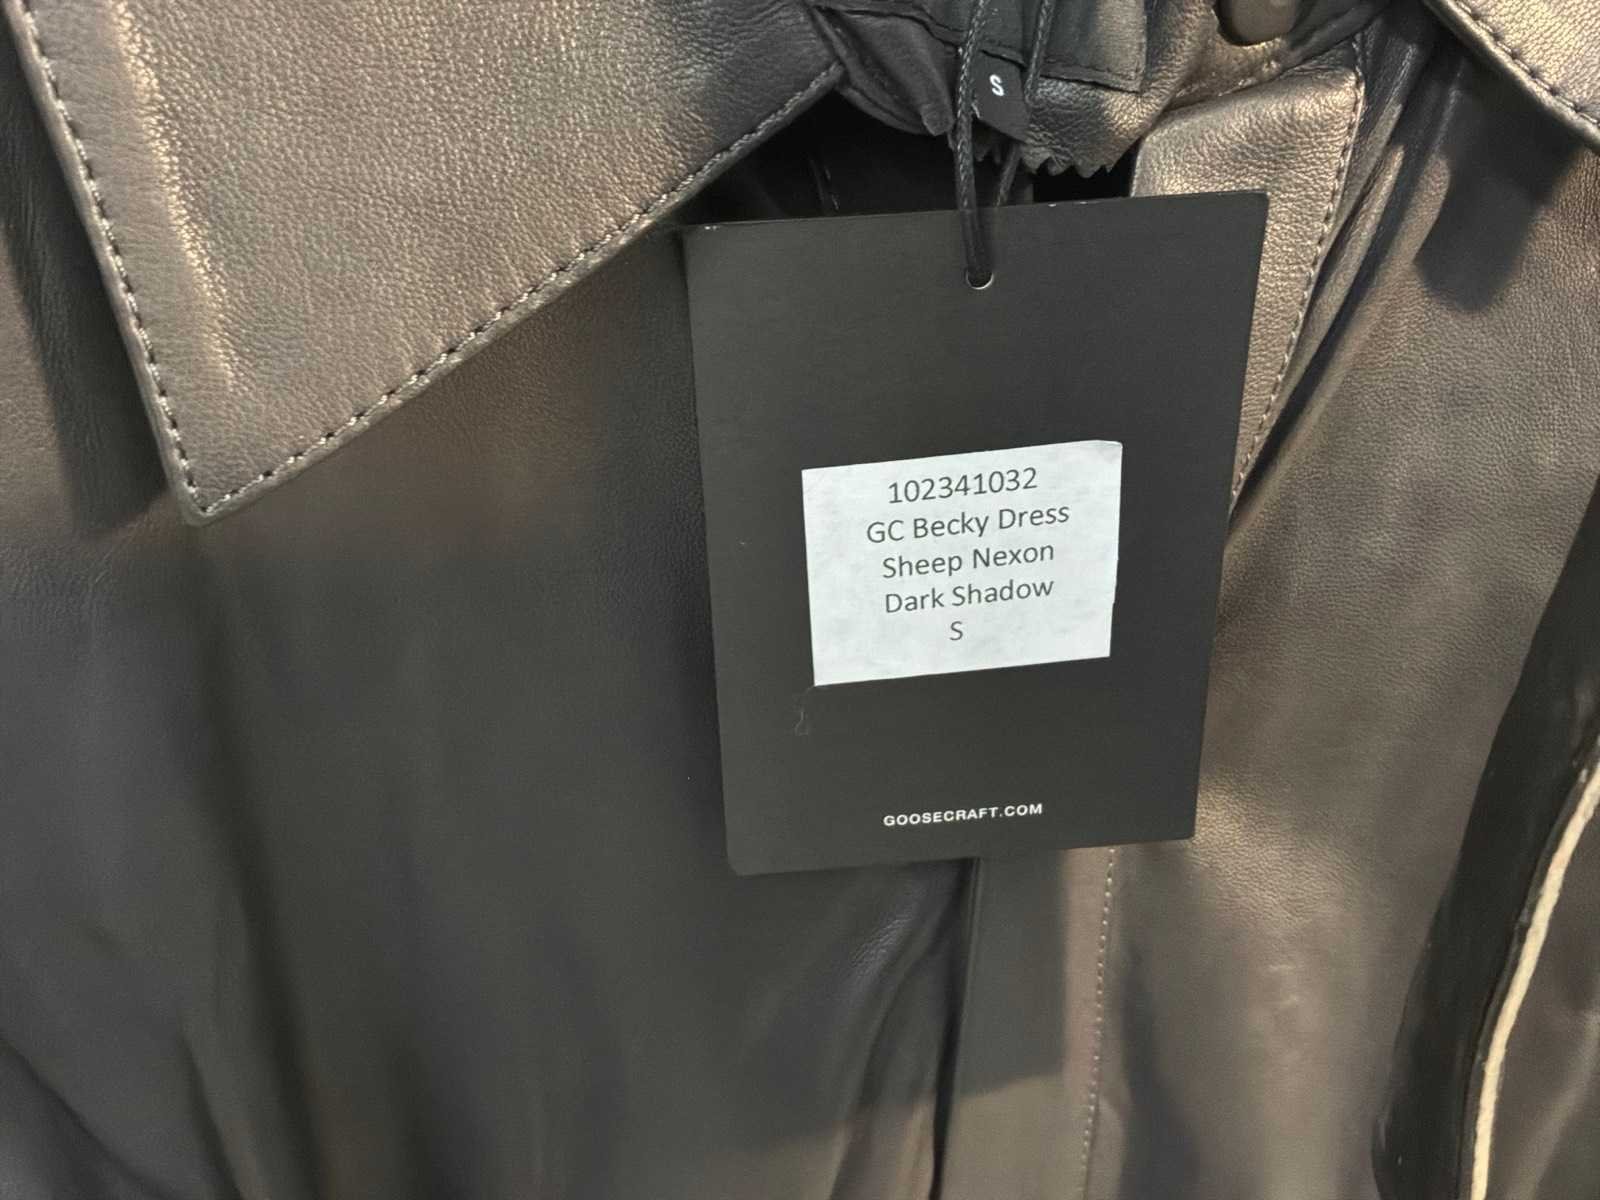 S
102341032
GC Becky Dress
Sheep Nexon
Dark Shadow
S
GOOSECRAFT.COM